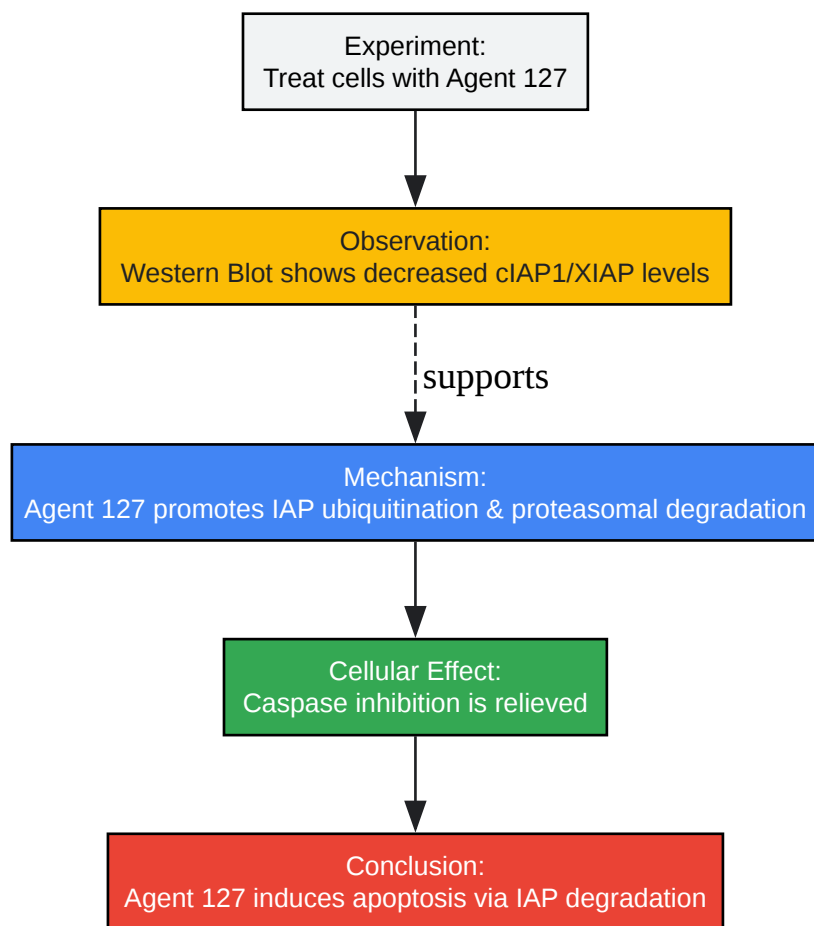 Experiment:
Treat cells with Agent 127
Observation:
Western Blot shows decreased cIAP1/XIAP levels
supports
Mechanism:
Agent 127 promotes IAP ubiquitination & proteasomal degradation
Cellular Effect:
Caspase inhibition is relieved
Conclusion:
Agent 127 induces apoptosis via IAP degradation